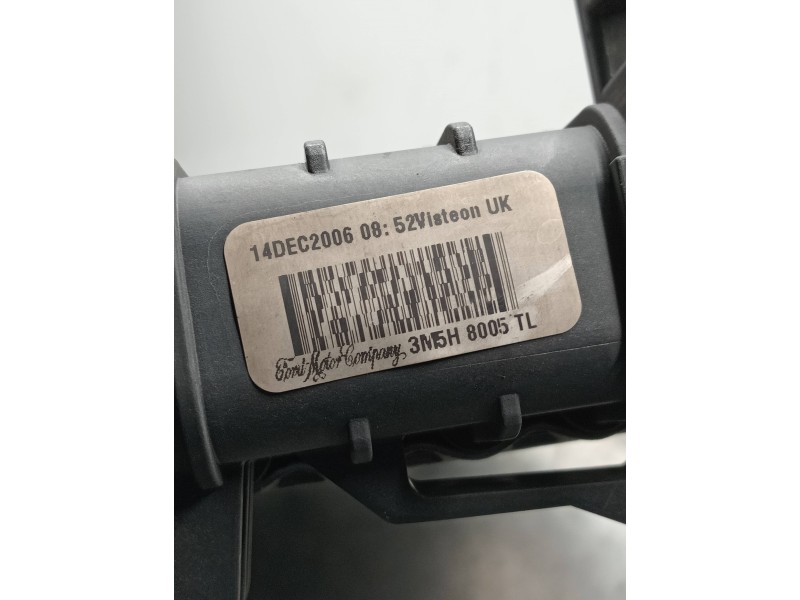 14DEC2006 08: 52Visteon UK
Ford Motor Company 3M5H 8005 TL